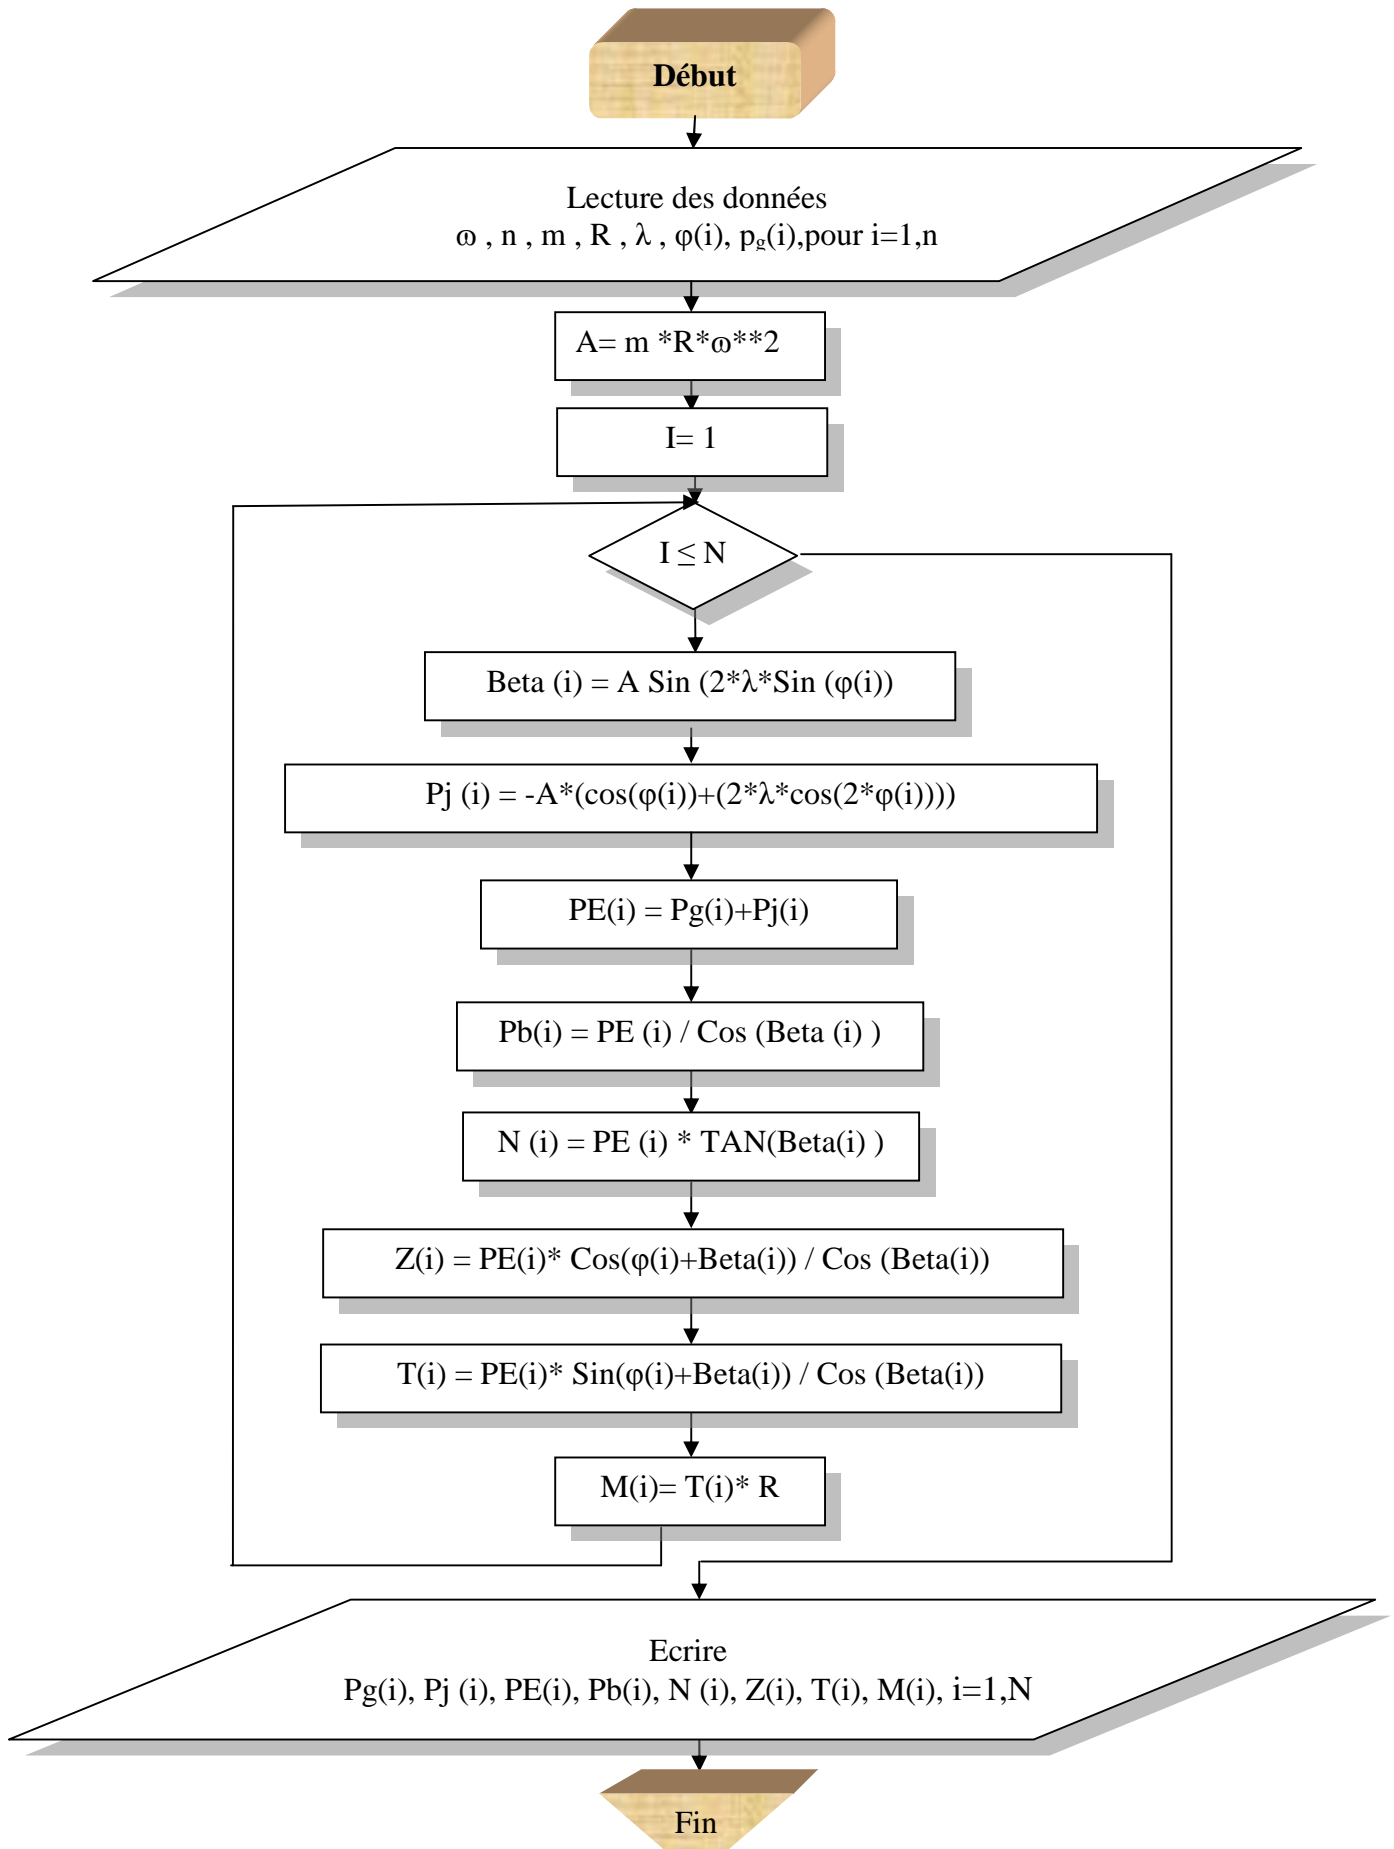 Début
Lecture des données
ω , n , m , R , λ , φ(i), pg(i),pour i=1,n
A= m *R*ω**2
I= 1
I ≤ N
Beta (i) = A Sin (2*λ*Sin (φ(i))
Pj (i) = -A*(cos(φ(i))+(2*λ*cos(2*φ(i))))
PE(i) = Pg(i)+Pj(i)
Pb(i) = PE (i) / Cos (Beta (i) )
N (i) = PE (i) * TAN(Beta(i) )
Z(i) = PE(i)* Cos(φ(i)+Beta(i)) / Cos (Beta(i))
T(i) = PE(i)* Sin(φ(i)+Beta(i)) / Cos (Beta(i))
M(i)= T(i)* R
Ecrire
Pg(i), Pj (i), PE(i), Pb(i), N (i), Z(i), T(i), M(i), i=1,N
Fin